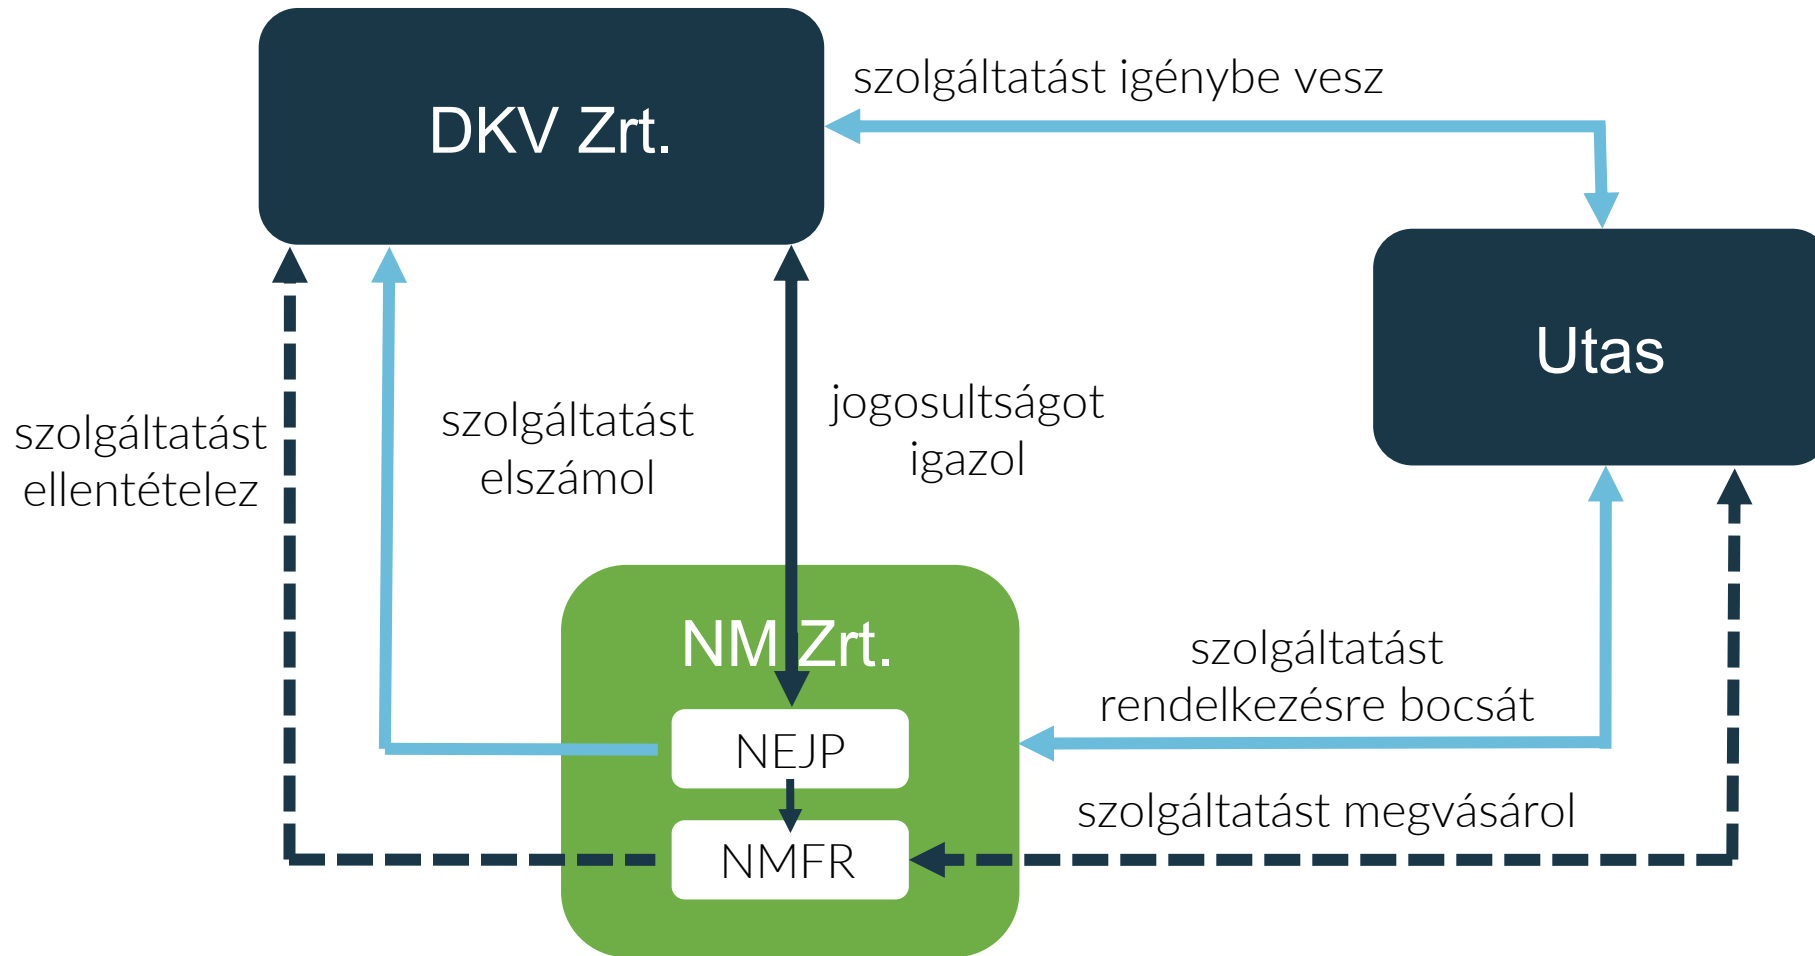 szolgáltatást igénybe vesz
DKV Zrt.
Utas
szolgáltatást
ellentételez
szolgáltatást
elszámol
jogosultságot
igazol
NM Zrt.
szolgáltatást
rendelkezésre bocsát
NEJP
szolgáltatást megvásárol
NMFR